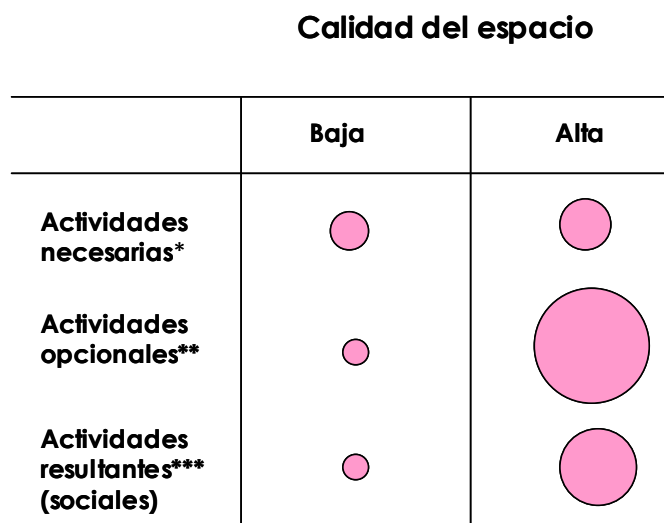 Calidad del espacio
Baja
Alta
Actividades
necesarias*
Actividades
opcionales**
Actividades
resultantes***
(sociales)